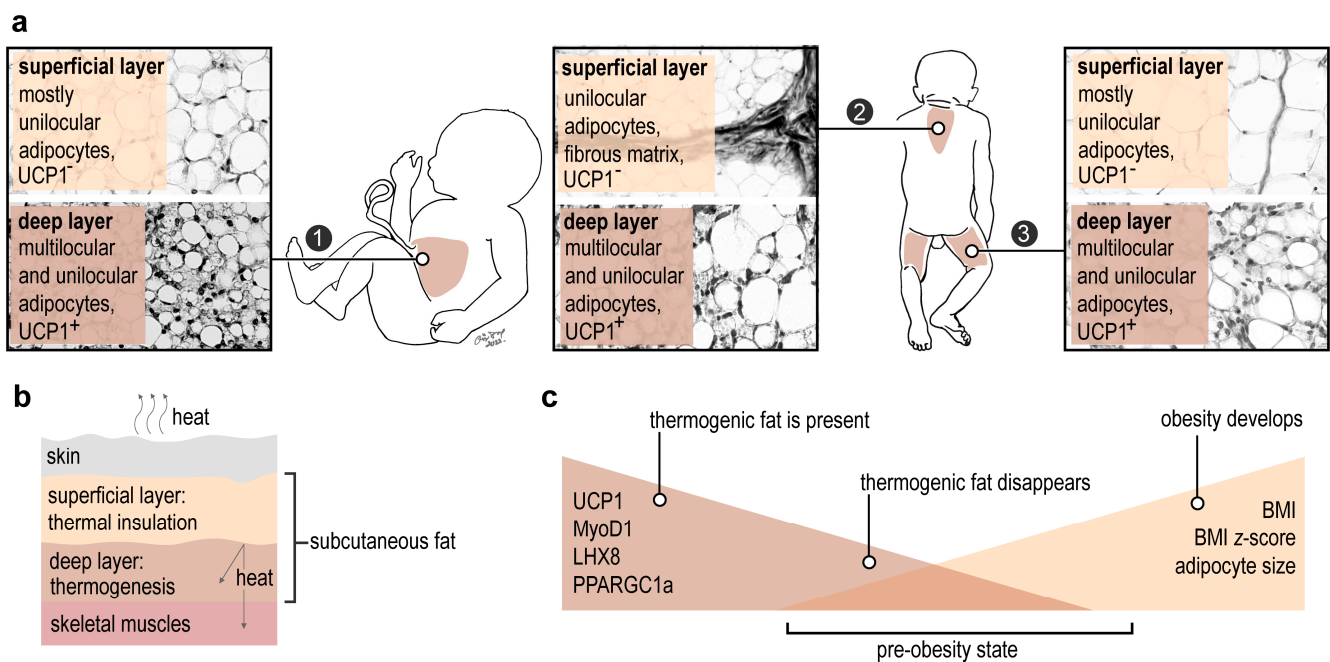 a
superficial layer
mostly
unilocular
adipocytes,
UCP1⁻
deep layer
multilocular
and unilocular
adipocytes,
UCP1⁺
1
2022.
superficial layer
unilocular
adipocytes,
fibrous matrix,
UCP1⁻
deep layer
multilocular
and unilocular
adipocytes,
UCP1⁺
2
3
superficial layer
mostly
unilocular
adipocytes,
UCP1⁻
deep layer
multilocular
and unilocular
adipocytes,
UCP1⁺
b
heat
skin
superficial layer:
thermal insulation
deep layer:
thermogenesis
heat
skeletal muscles
subcutaneous fat
c
thermogenic fat is present
thermogenic fat disappears
obesity develops
UCP1
MyoD1
LHX8
PPARGC1a
BMI
BMI z-score
adipocyte size
pre-obesity state